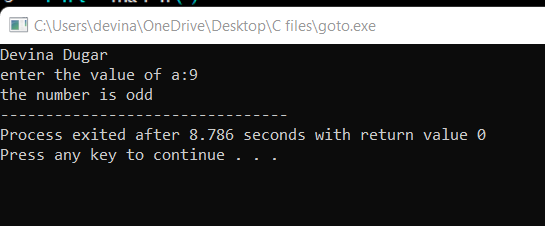 C:\Users\devina\OneDrive\Desktop\C files\goto.exe
Devina Dugar
enter the value of a:9
the number is odd
--------------------------------
Process exited after 8.786 seconds with return value 0
Press any key to continue . . .